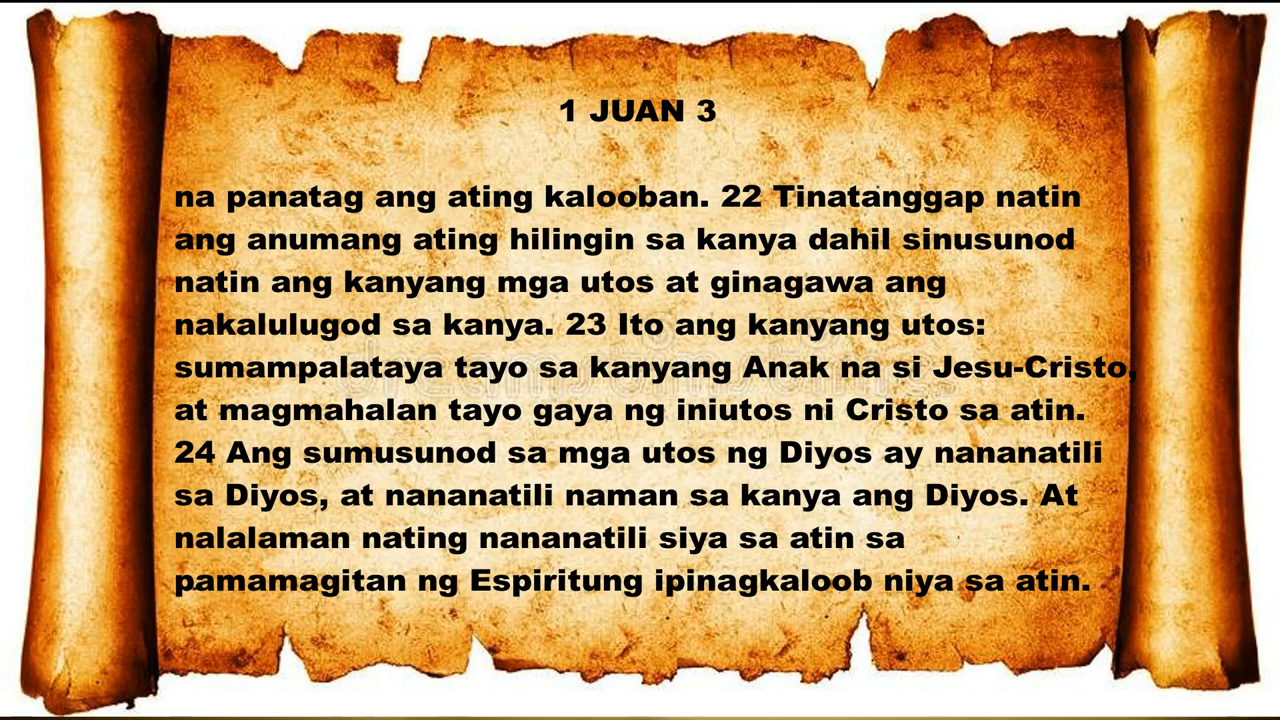 1 JUAN 3
na panatag ang ating kalooban. 22 Tinatanggap natin
ang anumang ating hilingin sa kanya dahil sinusunod
natin ang kanyang mga utos at ginagawa ang
nakalulugod sa kanya. 23 Ito ang kanyang utos:
sumampalataya tayo sa kanyang Anak na si Jesu-Cristo,
at magmahalan tayo gaya ng iniutos ni Cristo sa atin.
24 Ang sumusunod sa mga utos ng Diyos ay nananatili
sa Diyos, at nananatili naman sa kanya ang Diyos. At
nalalaman nating nananatili siya sa atin sa
pamamagitan ng Espiritung ipinagkaloob niya sa atin.